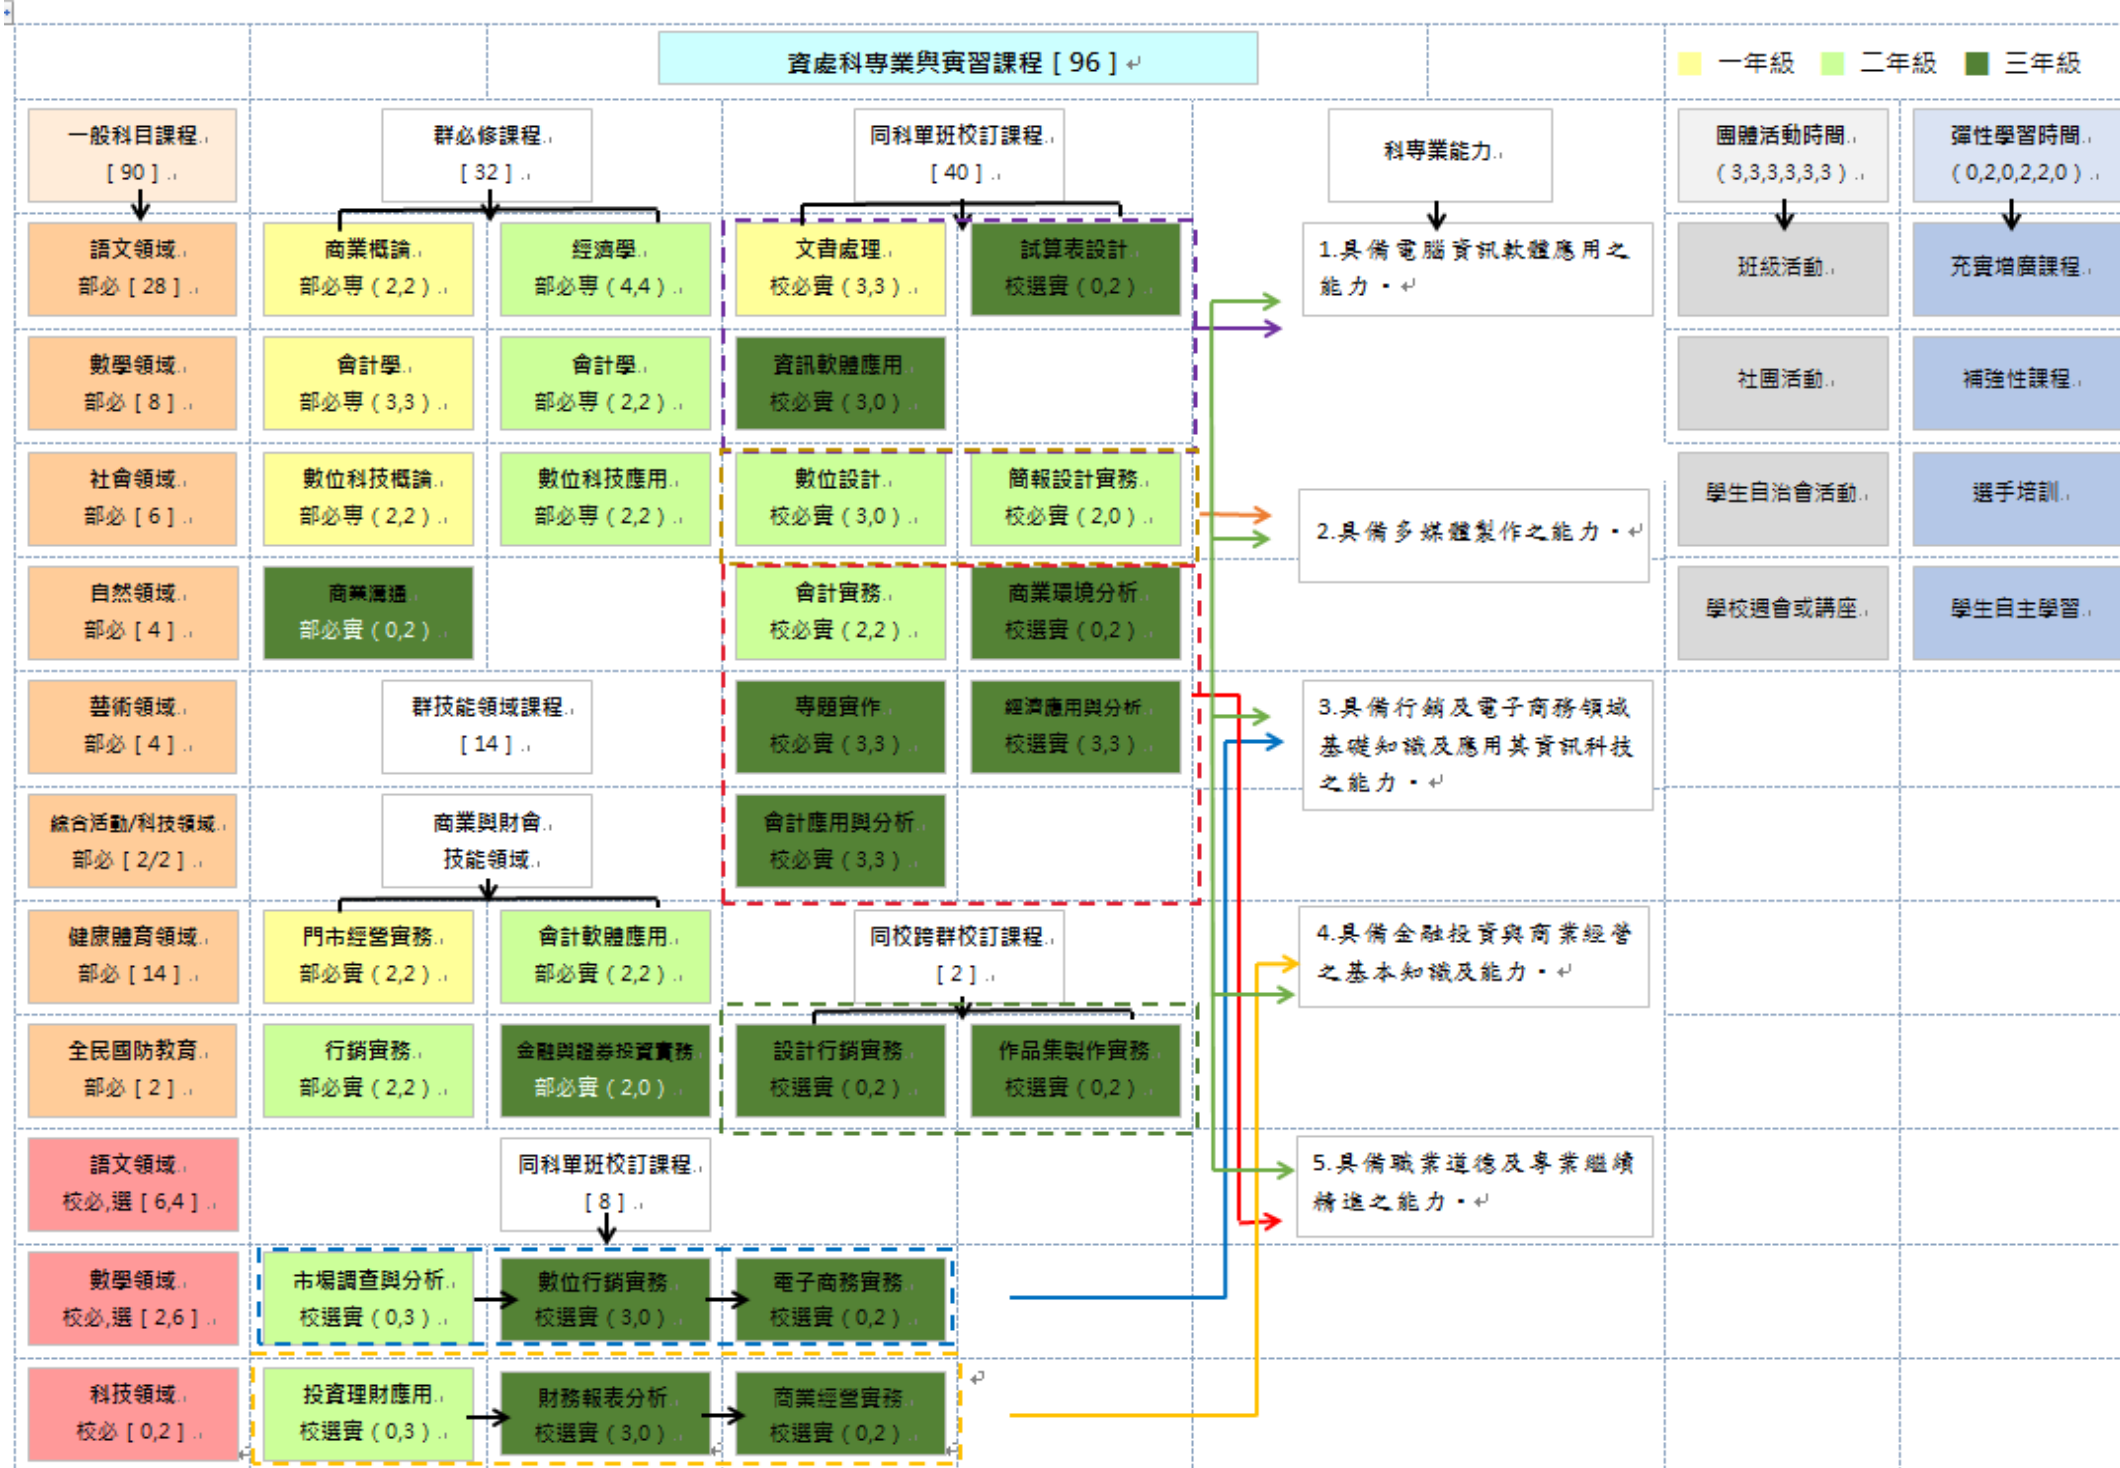 資處科專業與實習課程 [ 96 ]
一年級
二年級
三年級
一般科目課程
[ 90 ]
群必修課程
[ 32 ]
同科單班校訂課程
[ 40 ]
科專業能力
團體活動時間
( 3,3,3,3,3,3 )
彈性學習時間
( 0,2,0,2,2,0 )
語文領域
部必 [ 28 ]
商業概論
部必專 ( 2,2 )
經濟學
部必專 ( 4,4 )
文書處理
校必實 ( 3,3 )
試算表設計
校選實 ( 0,2 )
1.具備電腦資訊軟體應用之
能力。
班級活動
充實增廣課程
數學領域
部必 [ 8 ]
會計學
部必專 ( 3,3 )
會計學
部必專 ( 2,2 )
資訊軟體應用
校必實 ( 3,0 )
社團活動
補強性課程
社會領域
部必 [ 6 ]
數位科技概論
部必專 ( 2,2 )
數位科技應用
部必專 ( 2,2 )
數位設計
校必實 ( 3,0 )
簡報設計實務
校必實 ( 2,0 )
2.具備多媒體製作之能力。
學生自治會活動
選手培訓
自然領域
部必 [ 4 ]
商業溝通
部必實 ( 0,2 )
會計實務
校必實 ( 2,2 )
商業環境分析
校選實 ( 0,2 )
學校週會或講座
學生自主學習
藝術領域
部必 [ 4 ]
群技能領域課程
[ 14 ]
專題實作
校必實 ( 3,3 )
經濟應用與分析
校選實 ( 3,3 )
3.具備行銷及電子商務領域
基礎知識及應用其資訊科技
之能力。
綜合活動/科技領域
部必 [ 2/2 ]
商業與財會
技能領域
會計應用與分析
校必實 ( 3,3 )
健康體育領域
部必 [ 14 ]
門市經營實務
部必實 ( 2,2 )
會計軟體應用
部必實 ( 2,2 )
同校跨群校訂課程
[ 2 ]
4.具備金融投資與商業經營
之基本知識及能力。
全民國防教育
部必 [ 2 ]
行銷實務
部必實 ( 2,2 )
金融與證券投資實務
部必實 ( 2,0 )
設計行銷實務
校選實 ( 0,2 )
作品集製作實務
校選實 ( 0,2 )
語文領域
校必,選 [ 6,4 ]
同科單班校訂課程
[ 8 ]
5.具備職業道德及專業繼續
精進之能力。
數學領域
校必,選 [ 2,6 ]
市場調查與分析
校選實 ( 0,3 )
數位行銷實務
校選實 ( 3,0 )
電子商務實務
校選實 ( 0,2 )
科技領域
校必 [ 0,2 ]
投資理財應用
校選實 ( 0,3 )
財務報表分析
校選實 ( 3,0 )
商業經營實務
校選實 ( 0,2 )